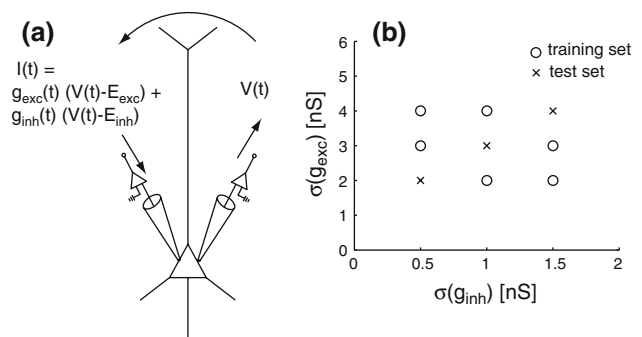 (a)
I(t) =
g_exc(t) (V(t)-E_exc) +
g_inh(t) (V(t)-E_inh)
V(t)
(b)
○ training set
× test set
σ(g_exc) [nS]
6
5
4
3
2
1
0
0 0.5 1 1.5 2
σ(g_inh) [nS]